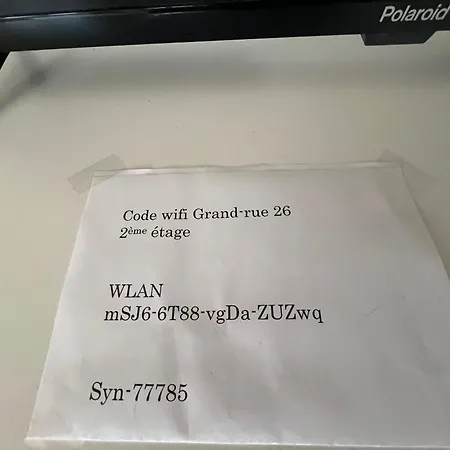 Polaroid
Code wifi Grand-rue 26
2ème étage
WLAN
mSJ6-6T88-vgDa-ZUZwq
Syn-77785